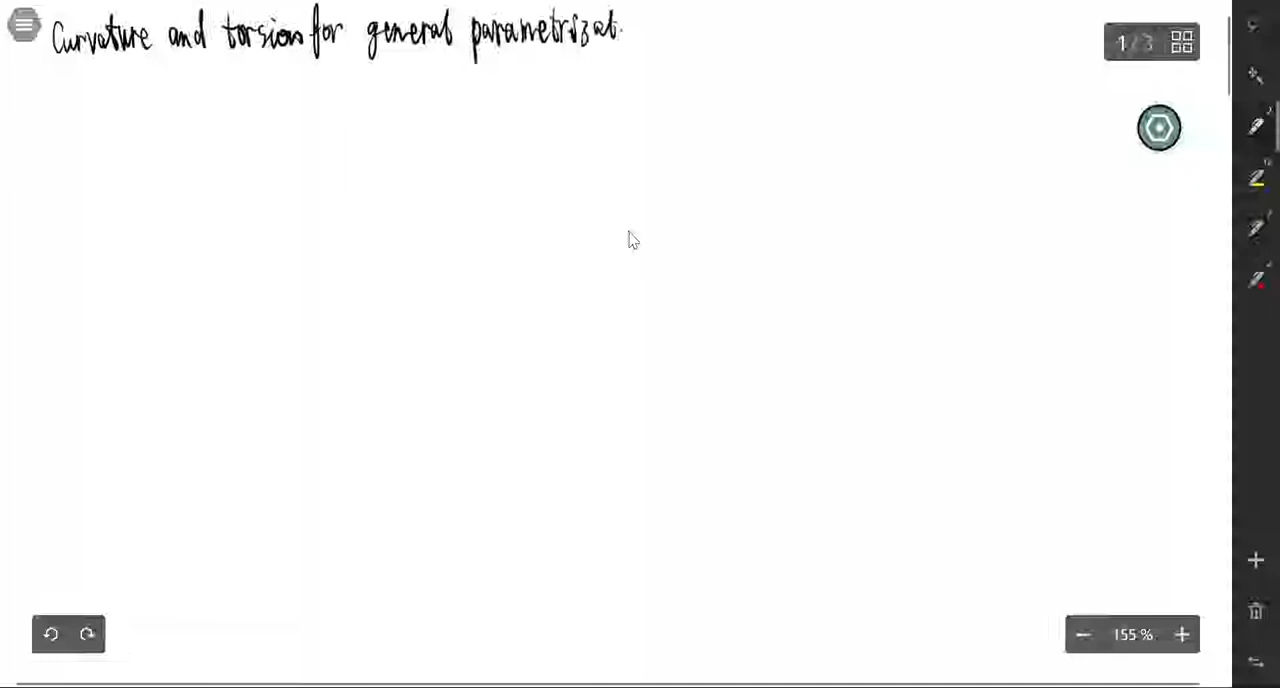 Curvature and torsion for general parametrizat.
1/3
155 %